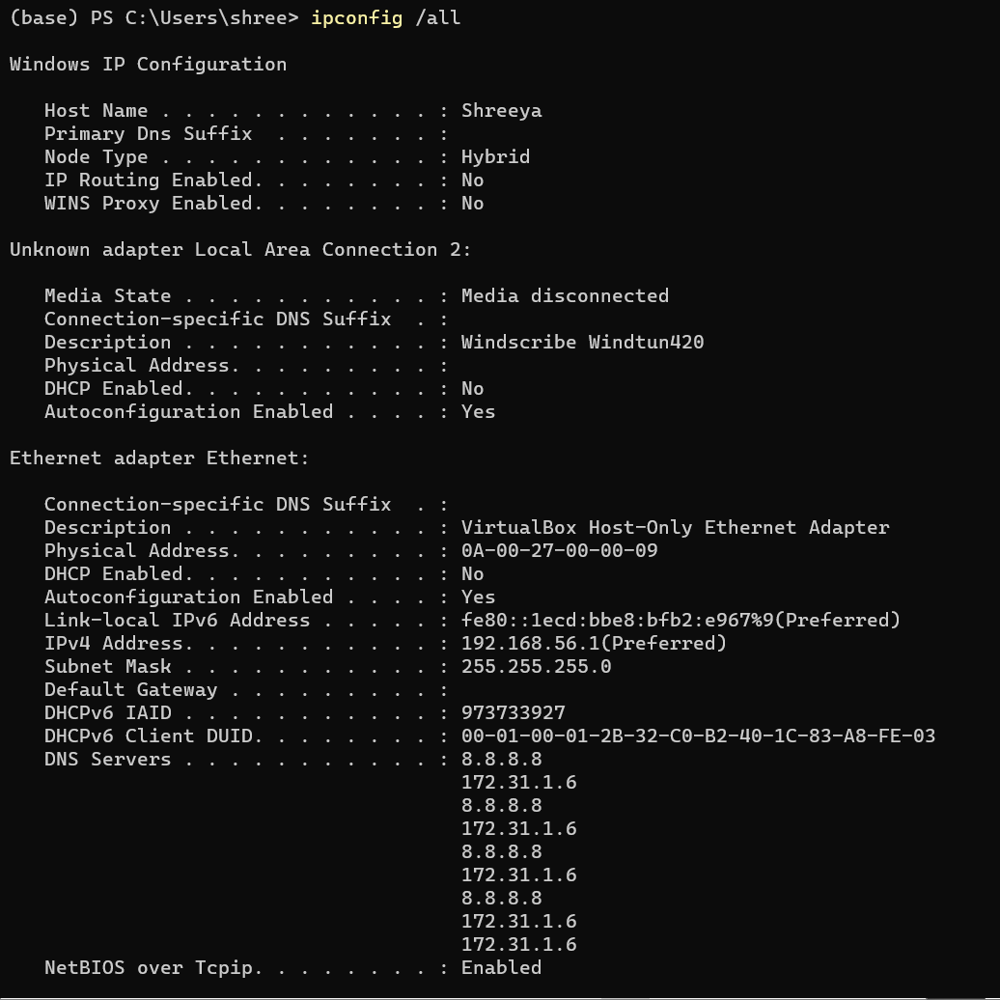 (base) PS C:\Users\shree> ipconfig /all
Windows IP Configuration
Host Name . . . . . . . . . . . . : Shreeya
Primary Dns Suffix  . . . . . . . :
Node Type . . . . . . . . . . . . : Hybrid
IP Routing Enabled. . . . . . . . : No
WINS Proxy Enabled. . . . . . . . : No
Unknown adapter Local Area Connection 2:
Media State . . . . . . . . . . . : Media disconnected
Connection-specific DNS Suffix  . :
Description . . . . . . . . . . . : Windscribe Windtun420
Physical Address. . . . . . . . . :
DHCP Enabled. . . . . . . . . . . : No
Autoconfiguration Enabled . . . . : Yes
Ethernet adapter Ethernet:
Connection-specific DNS Suffix  . :
Description . . . . . . . . . . . : VirtualBox Host-Only Ethernet Adapter
Physical Address. . . . . . . . . : 0A-00-27-00-00-09
DHCP Enabled. . . . . . . . . . . : No
Autoconfiguration Enabled . . . . : Yes
Link-local IPv6 Address . . . . . : fe80::1ecd:bbe8:bfb2:e967%9(Preferred)
IPv4 Address. . . . . . . . . . . : 192.168.56.1(Preferred)
Subnet Mask . . . . . . . . . . . : 255.255.255.0
Default Gateway . . . . . . . . . :
DHCPv6 IAID . . . . . . . . . . . : 973733927
DHCPv6 Client DUID. . . . . . . . : 00-01-00-01-2B-32-C0-B2-40-1C-83-A8-FE-03
DNS Servers . . . . . . . . . . . : 8.8.8.8
172.31.1.6
8.8.8.8
172.31.1.6
8.8.8.8
172.31.1.6
8.8.8.8
172.31.1.6
172.31.1.6
NetBIOS over Tcpip. . . . . . . . : Enabled